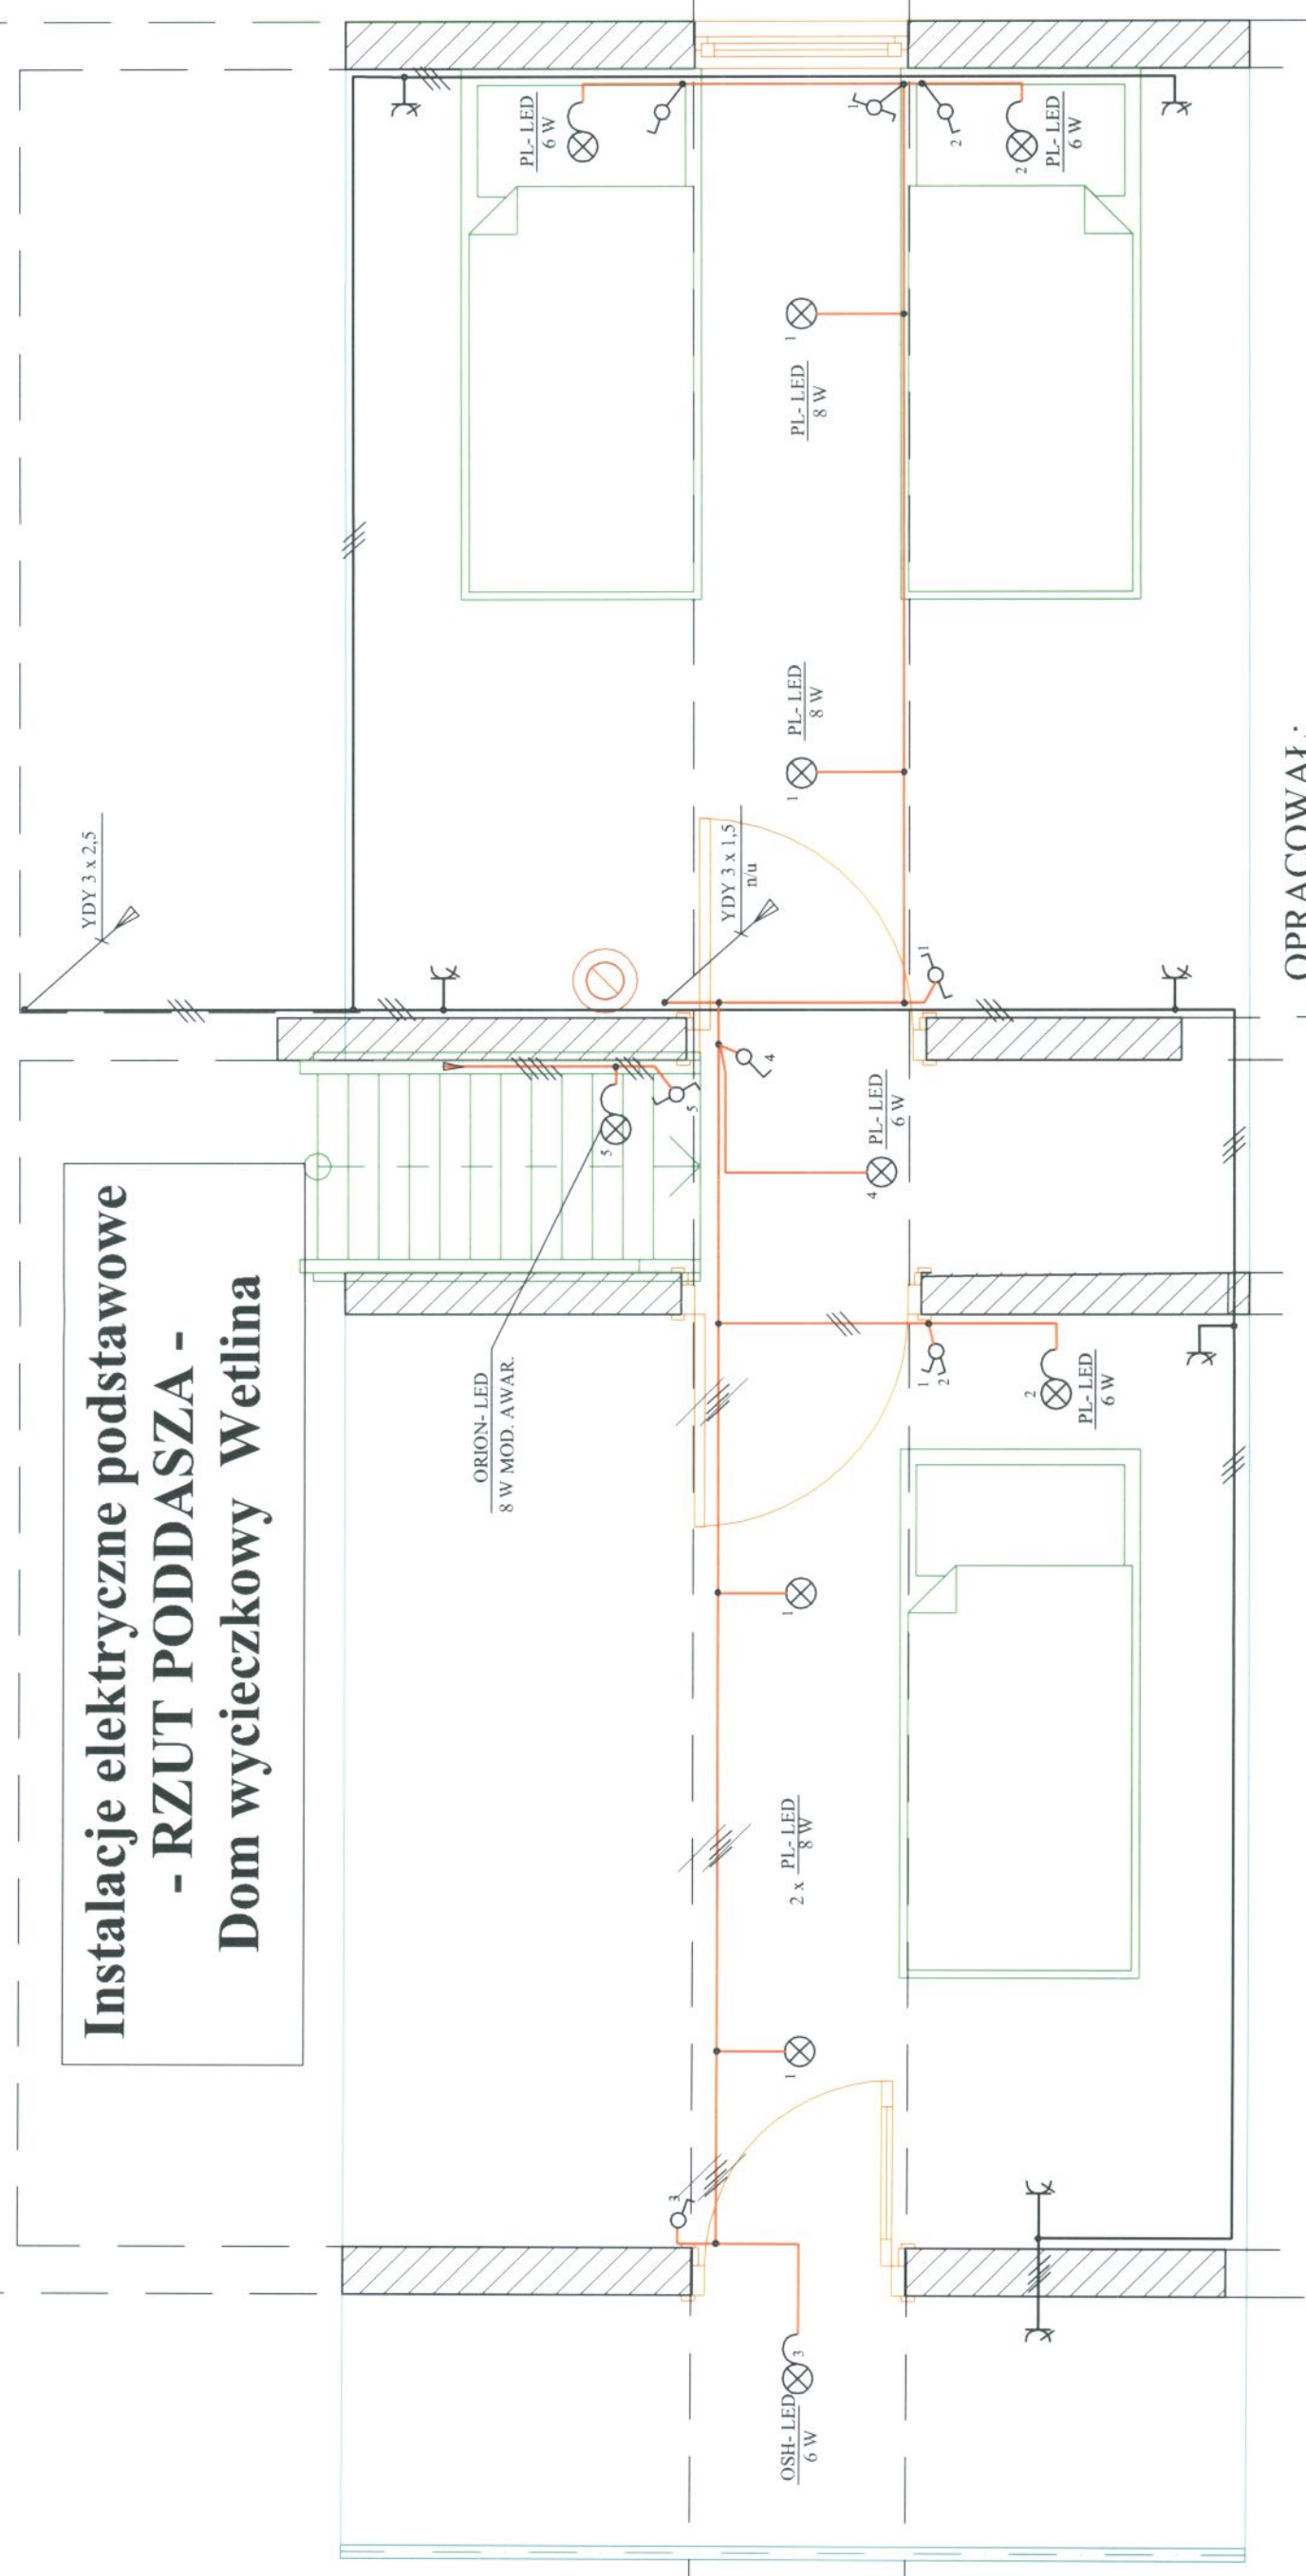 Instalacje elektryczne podstawowe
- RZUT PODDASZA -
Dom wycieczkowy Wetlina
YDY 3 x 2,5
PL- LED
6 W
1
2
2
PL- LED
6 W
1
PL- LED
8 W
1
PL- LED
8 W
YDY 3 x 1,5
n/u
1
4
5
5
4
PL- LED
6 W
ORION- LED
8 W MOD. AWAR.
1
2
2
PL- LED
6 W
1
2 x PL- LED
8 W
1
3
3
OSH- LED
6 W
OPRACOWAŁ: